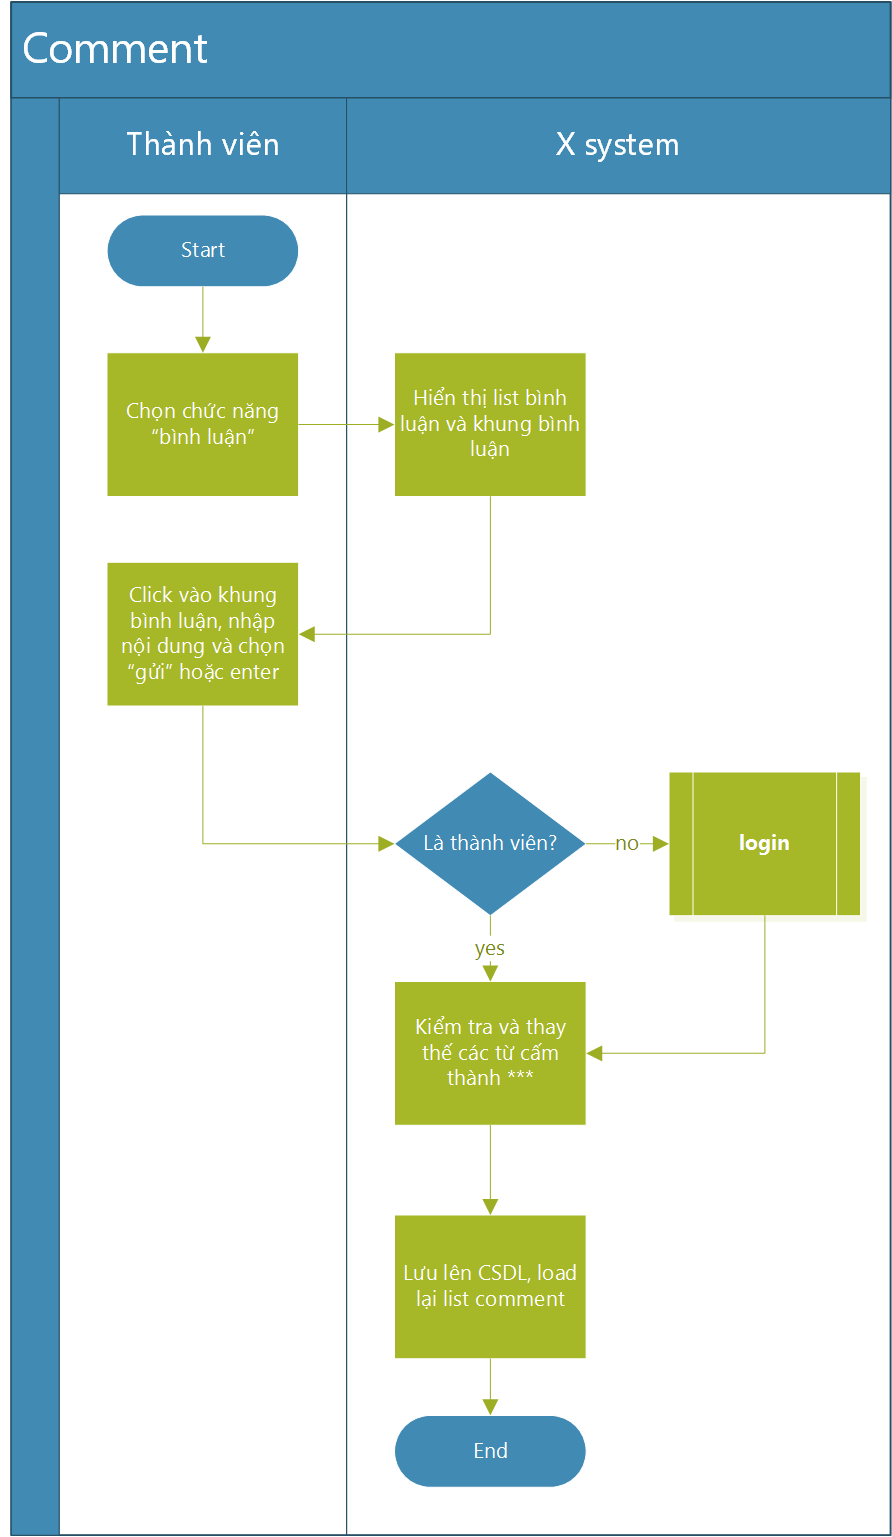 Comment
Thành viên
X system
Start
Chọn chức năng
“bình luận”
Hiển thị list bình
luận và khung bình
luận
Click vào khung
bình luận, nhập
nội dung và chọn
“gửi” hoặc enter
Là thành viên?
no
login
yes
Kiểm tra và thay
thế các từ cấm
thành ***
Lưu lên CSDL, load
lại list comment
End